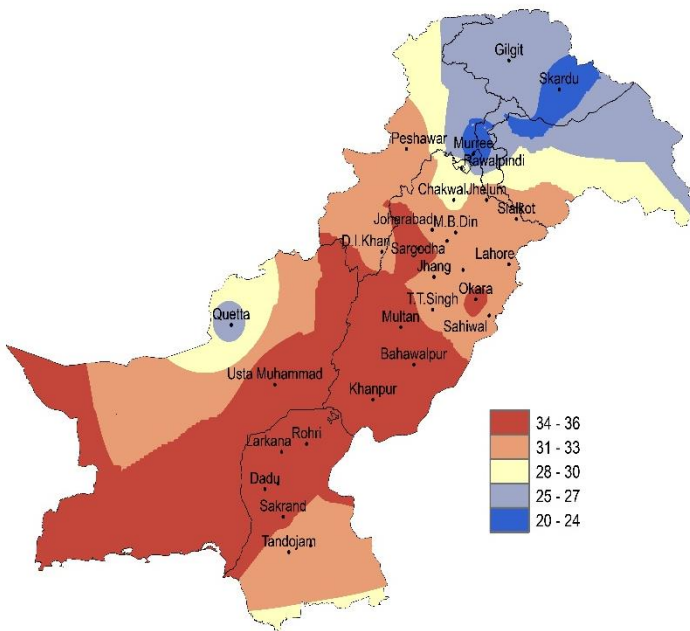 Gilgit
Skardu
Peshawar
Murree
Rawalpindi
Chakwal
Jhelum
Sialkot
Joharabad
M.B.Din
D.I.Khan
Sargodha
Lahore
Jhang
Okara
T.T.Singh
Quetta
Multan
Sahiwal
Bahawalpur
Usta Muhammad
Khanpur
34 - 36
31 - 33
28 - 30
25 - 27
20 - 24
Rohri
Larkana
Dadu
Sakrand
Tandojam